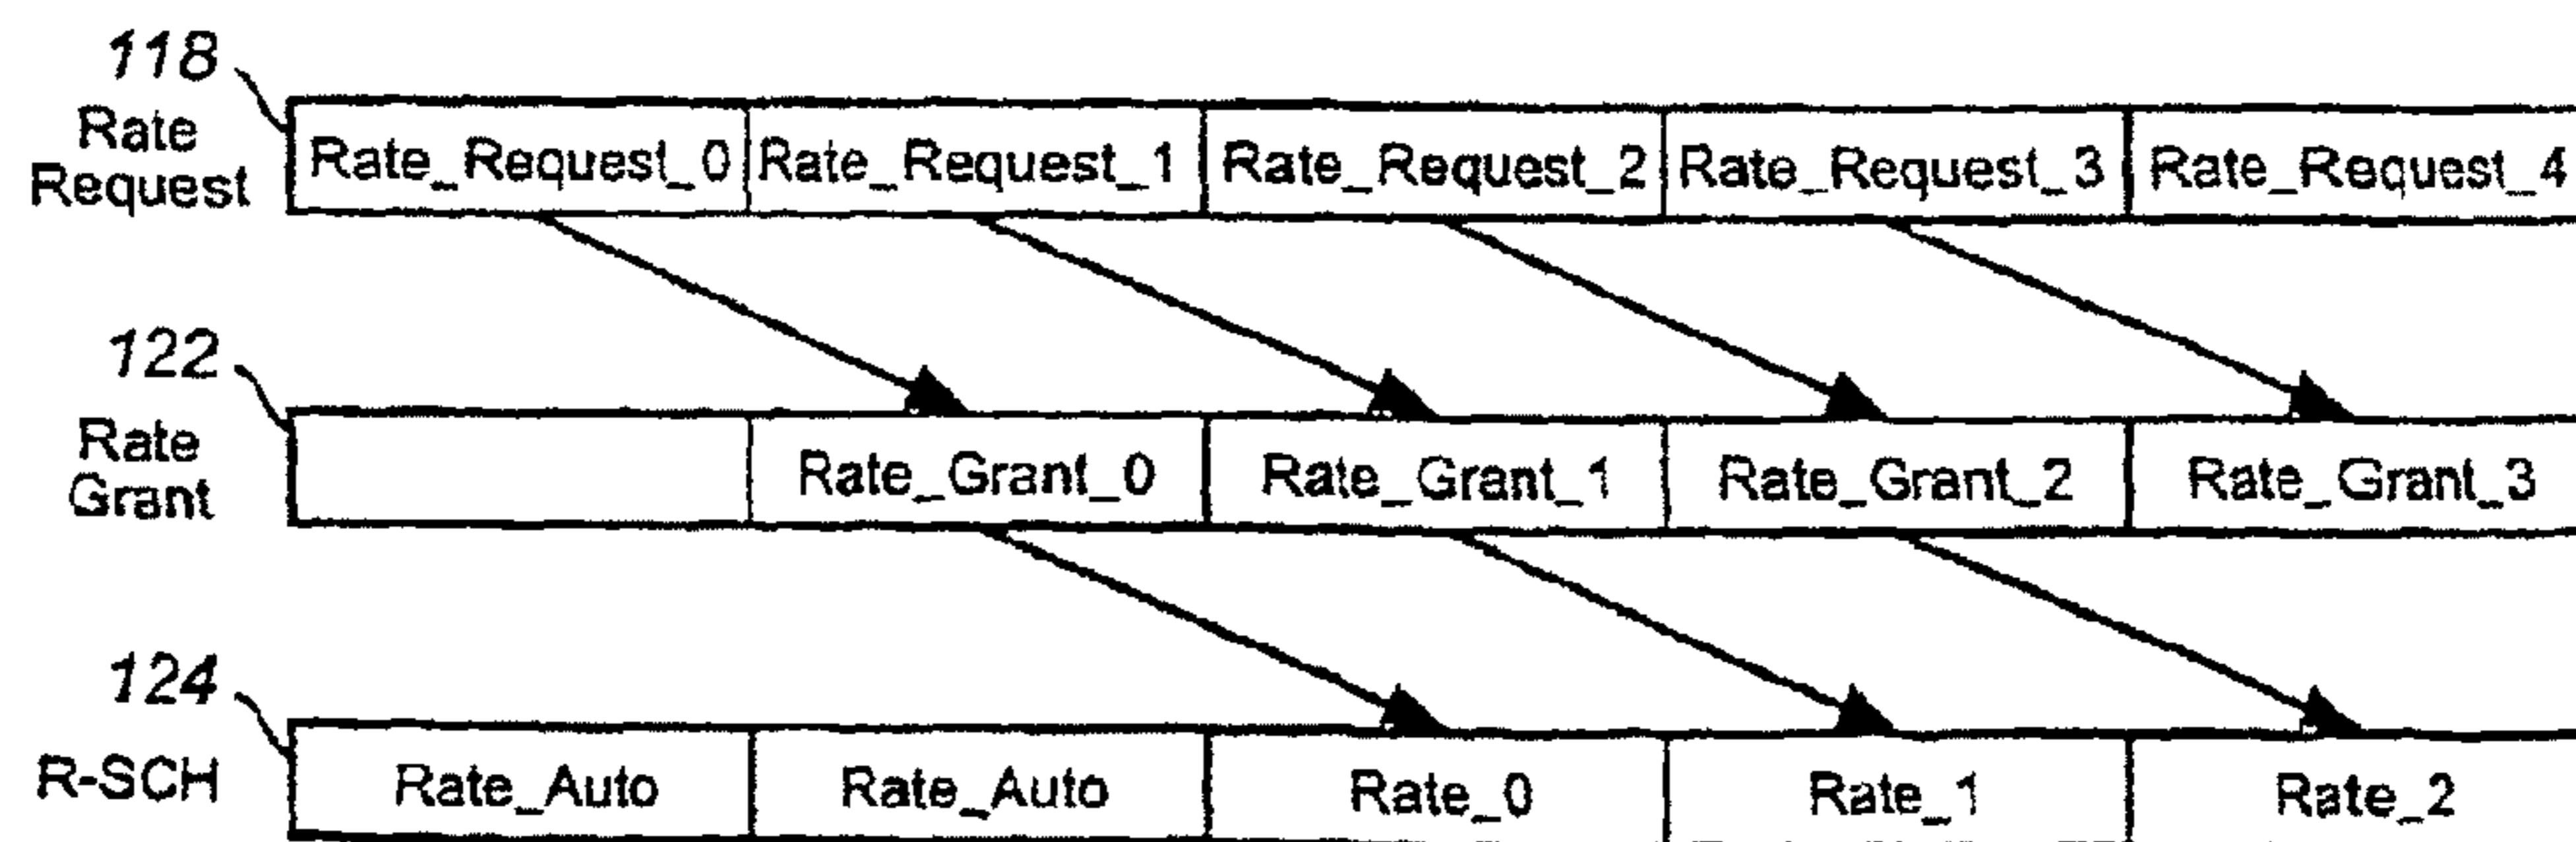 118
Rate
Request
Rate_Request_0 Rate_Request_1 Rate_Request_2 Rate_Request_3 Rate_Request_4
122
Rate
Grant
Rate_Grant_0 Rate_Grant_1 Rate_Grant_2 Rate_Grant_3
124
R-SCH
Rate_Auto Rate_Auto Rate_0 Rate_1 Rate_2